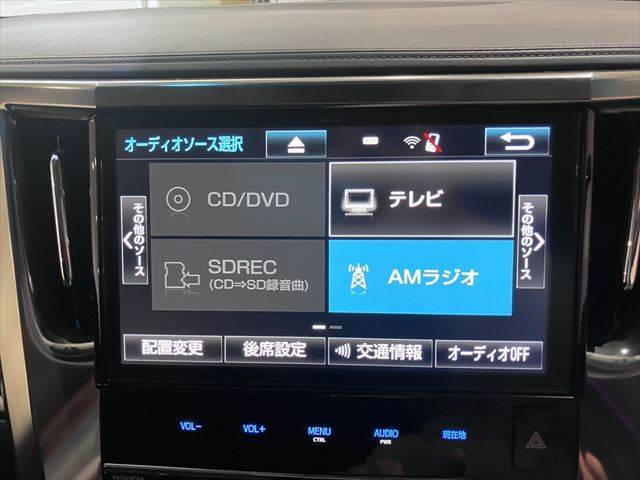 オーディオソース選択
その他のソース
CD/DVD
テレビ
その他のソース
SDREC
(CD⇒SD録音曲)
AMラジオ
配置変更
後席設定
交通情報
オーディオOFF
VOL-
VOL+
MENU
CTRL
AUDIO
PWR
現在地